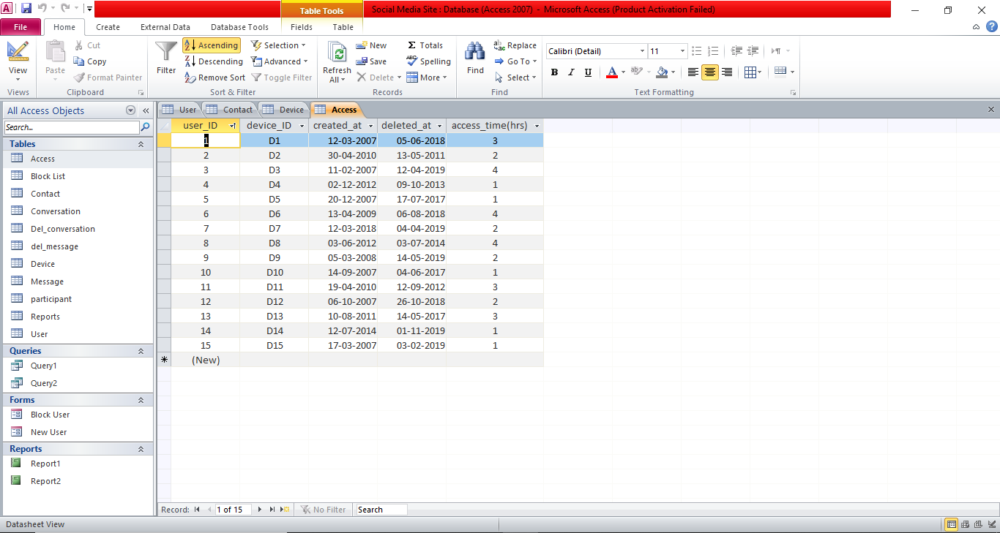 Table Tools
Social Media Site : Database (Access 2007) - Microsoft Access (Product Activation Failed)
File Home Create External Data Database Tools Fields Table
View
Views
Paste
Cut
Copy
Format Painter
Clipboard
Filter
Ascending
Descending
Remove Sort
Selection
Advanced
Toggle Filter
Sort & Filter
Refresh All
New
Save
Delete
Totals
Spelling
More
Records
Find
Replace
Go To
Select
Find
Calibri (Detail) 11
B I U
Text Formatting
All Access Objects
Search...
Tables
Access
Block List
Contact
Conversation
Del_conversation
del_message
Device
Message
participant
Reports
User
Queries
Query1
Query2
Forms
Block User
New User
Reports
Report1
Report2
User Contact Device Access
user_ID device_ID created_at deleted_at access_time(hrs)
1 D1 12-03-2007 05-06-2018 3
2 D2 30-04-2010 13-05-2011 2
3 D3 11-02-2007 12-04-2019 4
4 D4 02-12-2012 09-10-2013 1
5 D5 20-12-2007 17-07-2017 1
6 D6 13-04-2009 06-08-2018 4
7 D7 12-03-2018 04-04-2019 2
8 D8 03-06-2012 03-07-2014 4
9 D9 05-03-2008 14-05-2019 2
10 D10 14-09-2007 04-06-2017 1
11 D11 19-04-2010 12-09-2012 3
12 D12 06-10-2007 26-10-2018 2
13 D13 10-08-2011 14-05-2017 3
14 D14 12-07-2014 01-11-2019 1
15 D15 17-03-2007 03-02-2019 1
(New)
Record: 1 of 15 No Filter Search
Datasheet View